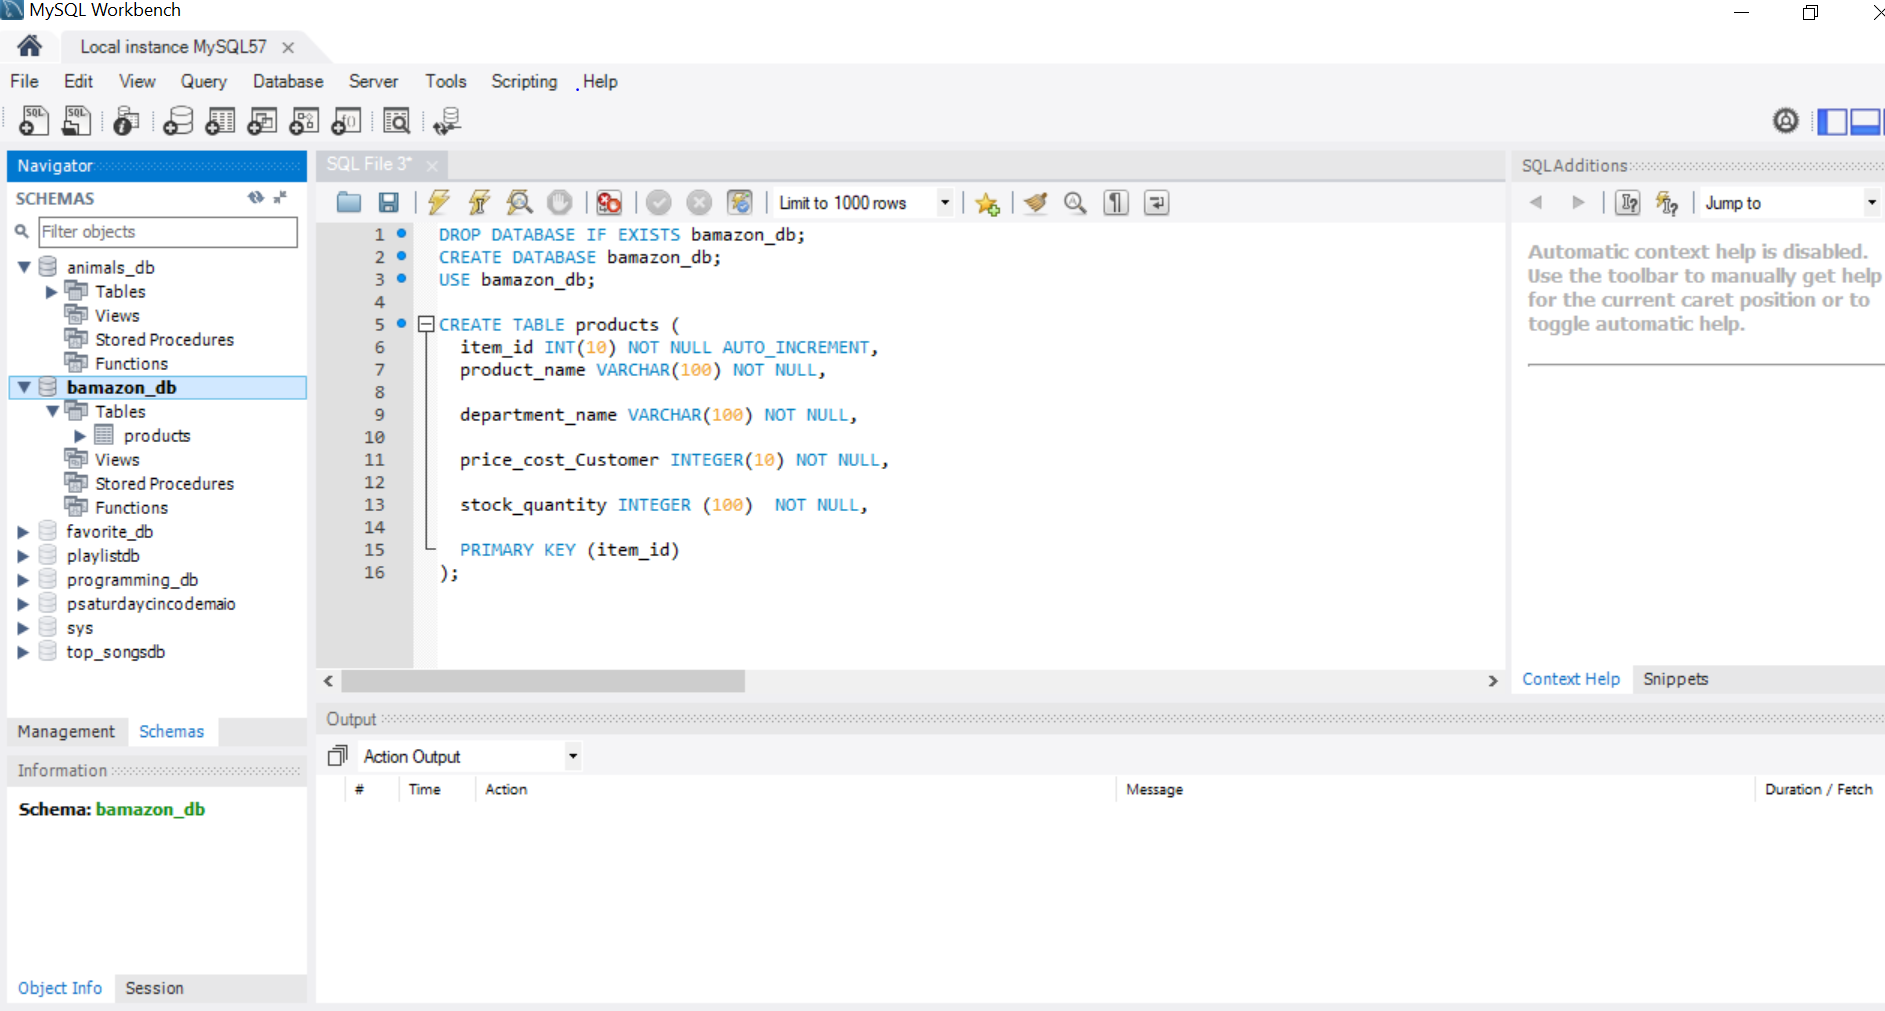 MySQL Workbench
Local instance MySQL57
File Edit View Query Database Server Tools Scripting Help
Navigator
SCHEMAS
Filter objects
animals_db
Tables
Views
Stored Procedures
Functions
bamazon_db
Tables
products
Views
Stored Procedures
Functions
favorite_db
playlistdb
programming_db
psaturdaycincodemaio
sys
top_songsdb
Management Schemas
Information
Schema: bamazon_db
Object Info Session
SQL File 3*
Limit to 1000 rows
1 DROP DATABASE IF EXISTS bamazon_db;
2 CREATE DATABASE bamazon_db;
3 USE bamazon_db;
4
5 CREATE TABLE products (
6 item_id INT(10) NOT NULL AUTO_INCREMENT,
7 product_name VARCHAR(100) NOT NULL,
8
9 department_name VARCHAR(100) NOT NULL,
10
11 price_cost_Customer INTEGER(10) NOT NULL,
12
13 stock_quantity INTEGER (100)  NOT NULL,
14
15 PRIMARY KEY (item_id)
16 );
SQLAdditions
Jump to
Automatic context help is disabled.
Use the toolbar to manually get help
for the current caret position or to
toggle automatic help.
Context Help Snippets
Output
Action Output
# Time Action Message Duration / Fetch